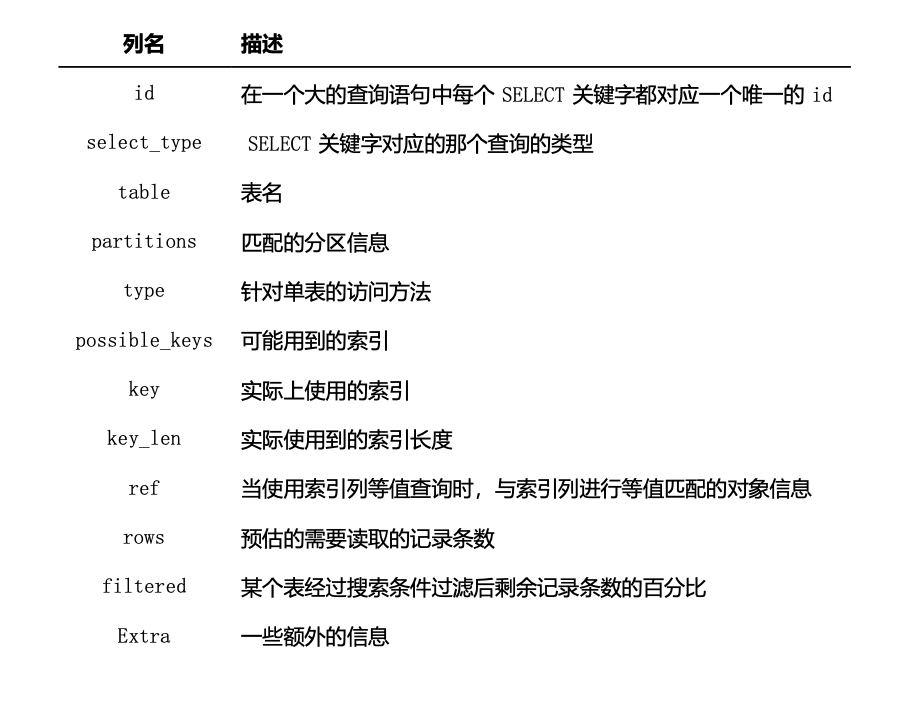 列名 描述
id 在一个大的查询语句中每个 SELECT 关键字都对应一个唯一的 id
select_type SELECT 关键字对应的那个查询的类型
table 表名
partitions 匹配的分区信息
type 针对单表的访问方法
possible_keys 可能用到的索引
key 实际上使用的索引
key_len 实际使用到的索引长度
ref 当使用索引列等值查询时，与索引列进行等值匹配的对象信息
rows 预估的需要读取的记录条数
filtered 某个表经过搜索条件过滤后剩余记录条数的百分比
Extra 一些额外的信息